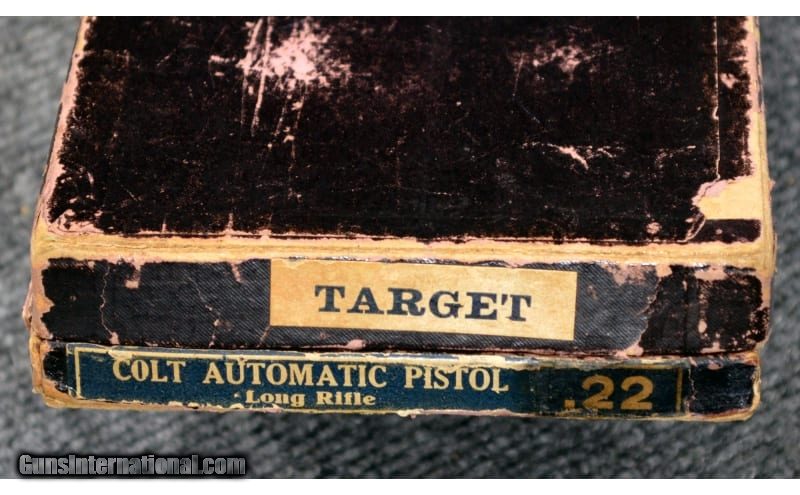 TARGET
COLT AUTOMATIC PISTOL .22
Long Rifle
GunsInternational.com